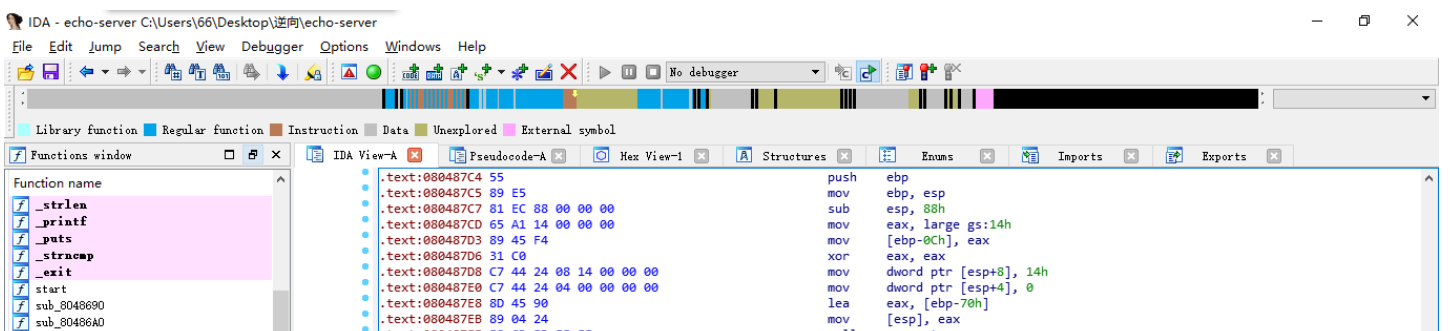 IDA - echo-server C:\Users\66\Desktop\逆向\echo-server
File Edit Jump Search View Debugger Options Windows Help
No debugger
Library function Regular function Instruction Data Unexplored External symbol
Functions window IDA View-A Pseudocode-A Hex View-1 Structures Enums Imports Exports
Function name
_strlen
_printf
_puts
_strncmp
_exit
start
sub_8048690
sub_80486A0
.text:080487C4 55 push ebp
.text:080487C5 89 E5 mov ebp, esp
.text:080487C7 81 EC 88 00 00 00 sub esp, 88h
.text:080487CD 65 A1 14 00 00 00 mov eax, large gs:14h
.text:080487D3 89 45 F4 mov [ebp-0Ch], eax
.text:080487D6 31 C0 xor eax, eax
.text:080487D8 C7 44 24 08 14 00 00 00 mov dword ptr [esp+8], 14h
.text:080487E0 C7 44 24 04 00 00 00 00 mov dword ptr [esp+4], 0
.text:080487E8 8D 45 90 lea eax, [ebp-70h]
.text:080487EB 89 04 24 mov [esp], eax